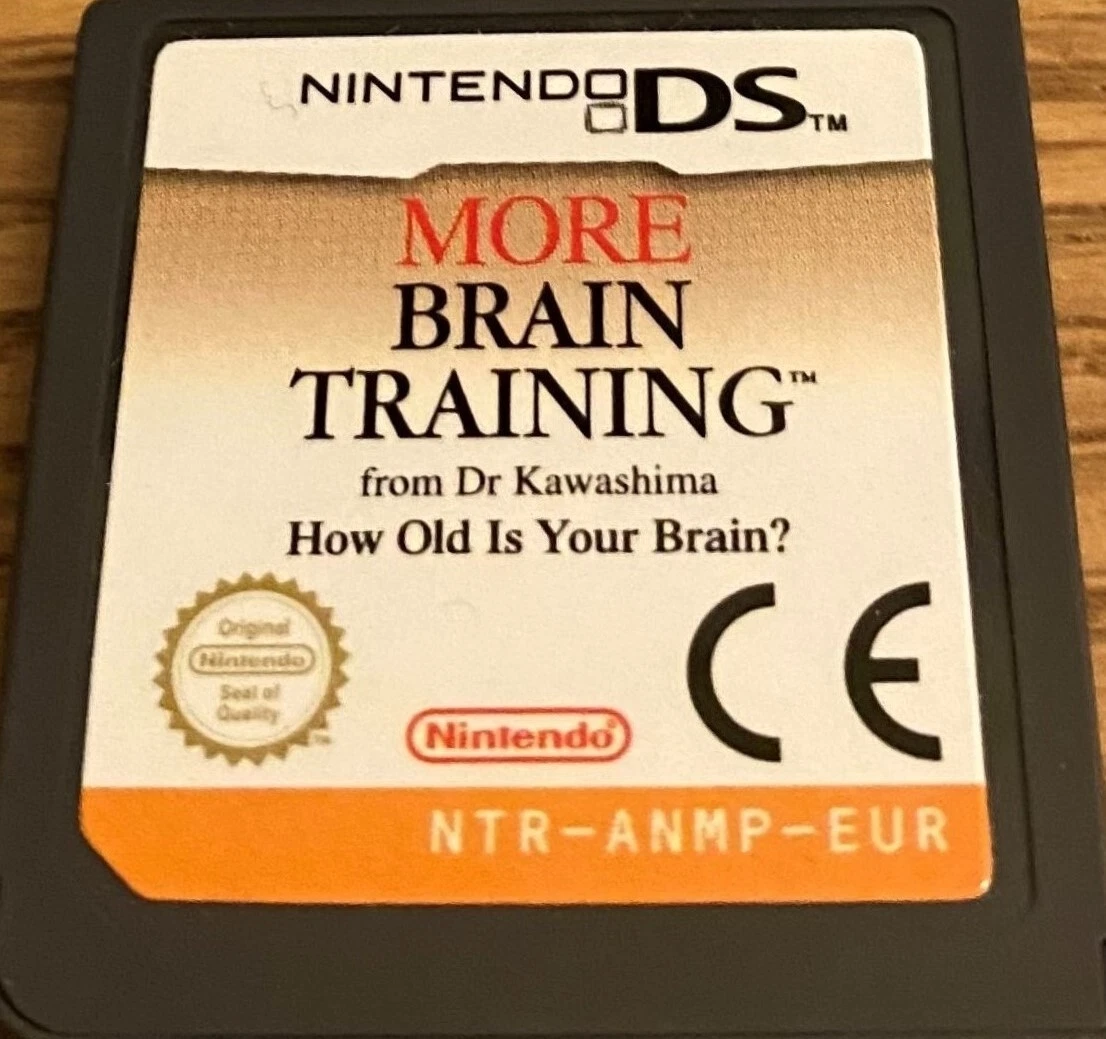 NINTENDO DS™
MORE
BRAIN
TRAINING™
from Dr Kawashima
How Old Is Your Brain?
Original
Nintendo
Seal of
Quality
™
Nintendo®
CE
NTR-ANMP-EUR